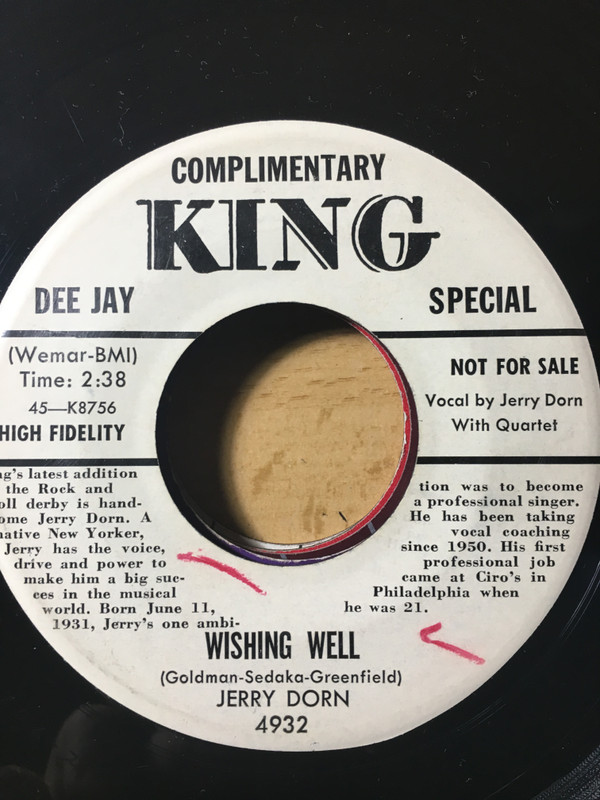 COMPLIMENTARY
KING
DEE JAY SPECIAL
(Wemar-BMI)
Time: 2:38
45—K8756
HIGH FIDELITY
NOT FOR SALE
Vocal by Jerry Dorn
With Quartet
latest addition
the Rock and
derby is hand-
Jerry Dorn. A
native New Yorker,
Jerry has the voice,
drive and power to
make him a big suc-
cess in the musical
world. Born June 11,
1931, Jerry's one ambi-
tion was to become
a professional singer.
He has been taking
vocal coaching
since 1950. His first
professional job
came at Ciro's in
Philadelphia when
he was 21.
WISHING WELL
(Goldman-Sedaka-Greenfield)
JERRY DORN
4932